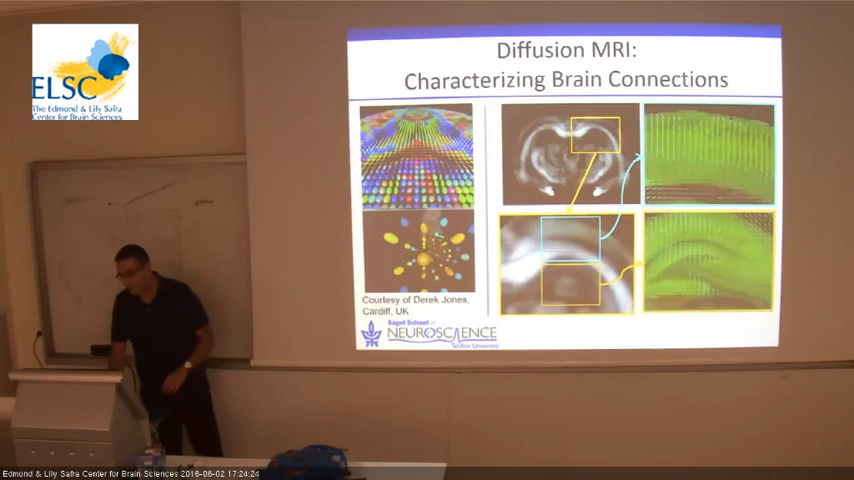 ELSC
The Edmond & Lily Safra
Center for Brain Sciences
Diffusion MRI:
Characterizing Brain Connections
Courtesy of Derek Jones,
Cardiff, UK
Sagol School of
NEUROSCIENCE
Tel Aviv University
Edmond & Lily Safra Center for Brain Sciences 2016-06-02 17:24:24